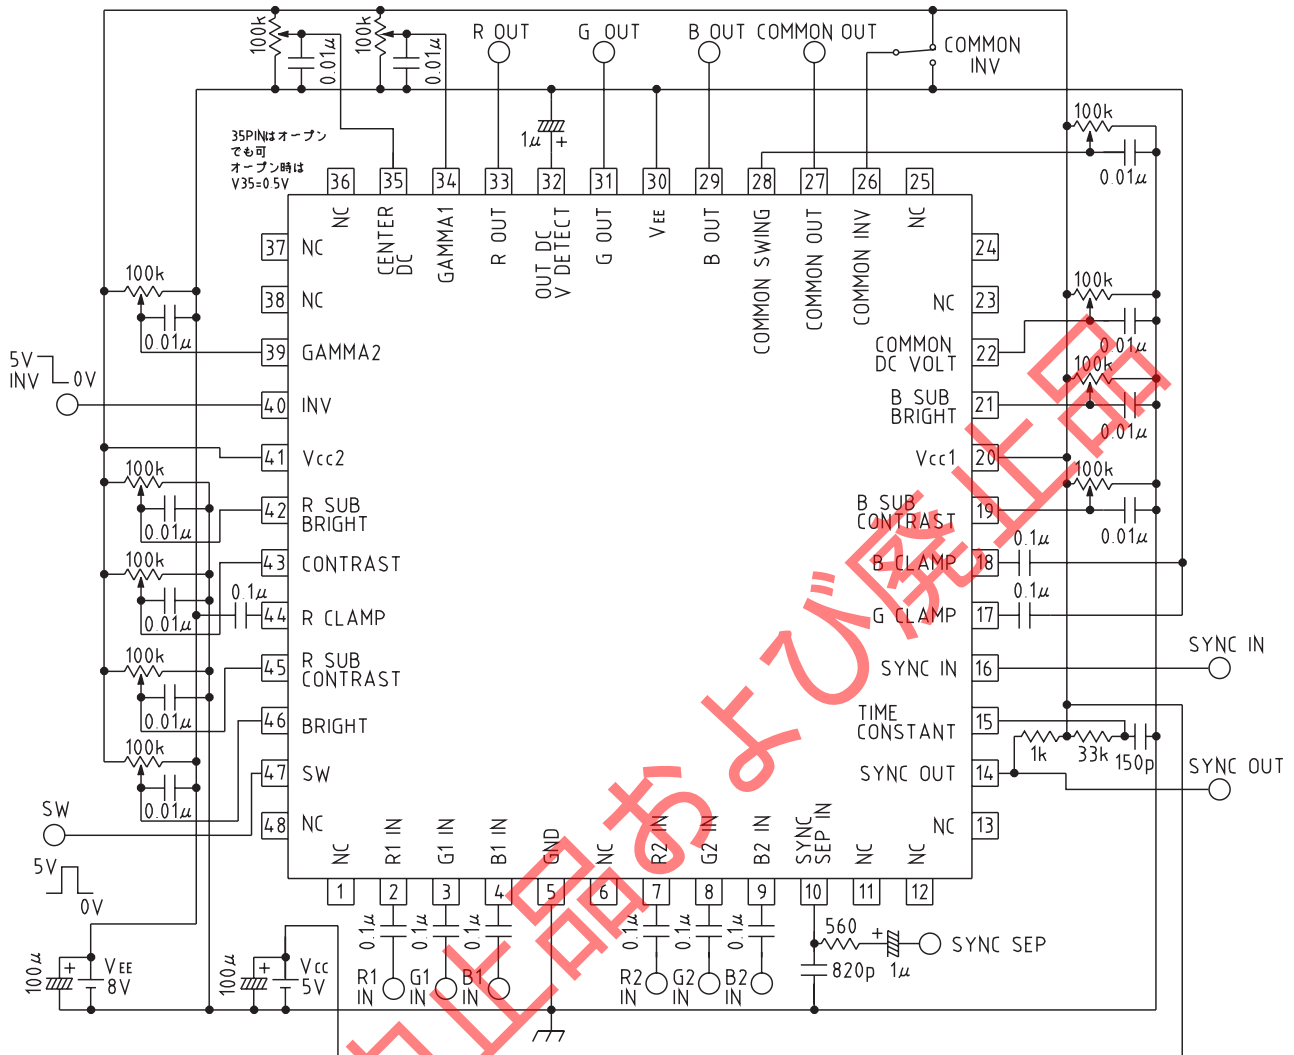 100k
0.01μ
100k
0.01μ
R OUT
G OUT
B OUT
COMMON OUT
COMMON
INV
35PINはオープン
でも可
オープン時は
V35=0.5V
1μ
+
100k
0.01μ
36
35
34
33
32
31
30
29
28
27
26
25
NC
CENTER
DC
GAMMA1
R OUT
OUT DC
V DETECT
G OUT
VEE
B OUT
COMMON SWING
COMMON OUT
COMMON INV
NC
37
NC
24
38
NC
NC
23
100k
0.01μ
39
GAMMA2
COMMON
DC VOLT
22
100k
0.01μ
5V
INV
0V
40
INV
B SUB
BRIGHT
21
100k
0.01μ
41
Vcc2
Vcc1
20
100k
0.01μ
42
R SUB
BRIGHT
B SUB
CONTRAST
19
100k
0.01μ
43
CONTRAST
B CLAMP
18
0.1μ
100k
0.01μ
0.1μ
44
R CLAMP
G CLAMP
17
0.1μ
45
R SUB
CONTRAST
SYNC IN
16
SYNC IN
100k
0.01μ
46
BRIGHT
TIME
CONSTANT
15
1k
33k
150p
100k
0.01μ
47
SW
SYNC OUT
14
SYNC OUT
SW
48
NC
NC
13
5V
0V
NC
R1 IN
G1 IN
B1 IN
GND
NC
R2 IN
G2 IN
B2 IN
SYNC
SEP IN
NC
NC
1
2
3
4
5
6
7
8
9
10
11
12
0.1μ
0.1μ
0.1μ
0.1μ
0.1μ
0.1μ
560
+
1μ
SYNC SEP
820p
100μ
+
VEE
8V
100μ
+
Vcc
5V
R1
IN
G1
IN
B1
IN
R2
IN
G2
IN
B2
IN
止品および廃止品